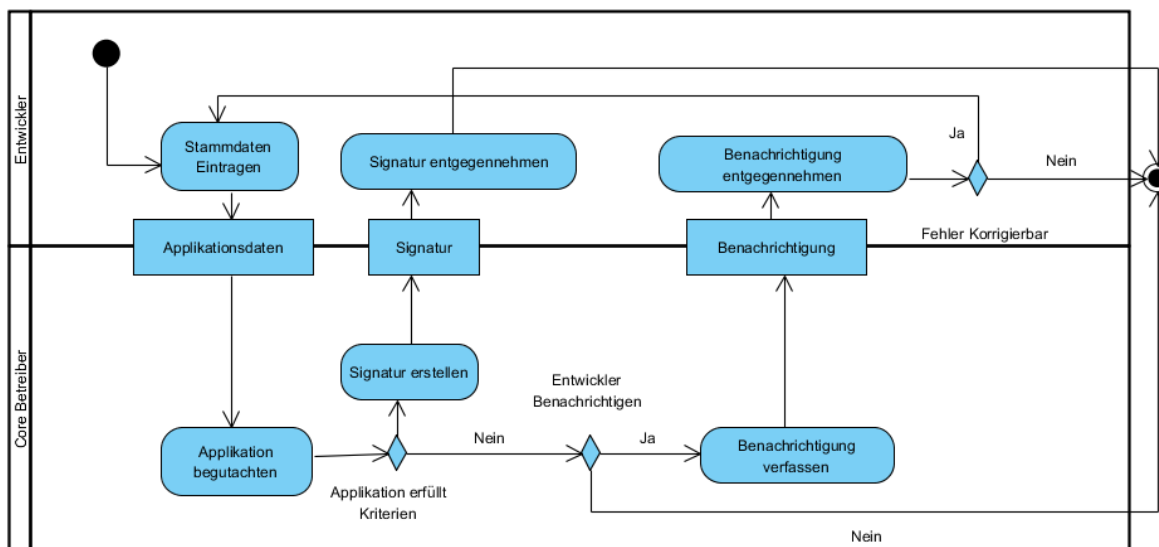 Entwickler
Stammdaten
Eintragen
Signatur entgegennehmen
Benachrichtigung
entgegennehmen
Ja
Nein
Applikationsdaten
Signatur
Benachrichtigung
Fehler Korrigierbar
Core Betreiber
Signatur erstellen
Entwickler
Benachrichtigen
Applikation
begutachten
Nein
Ja
Benachrichtigung
verfassen
Applikation erfüllt
Kriterien
Nein